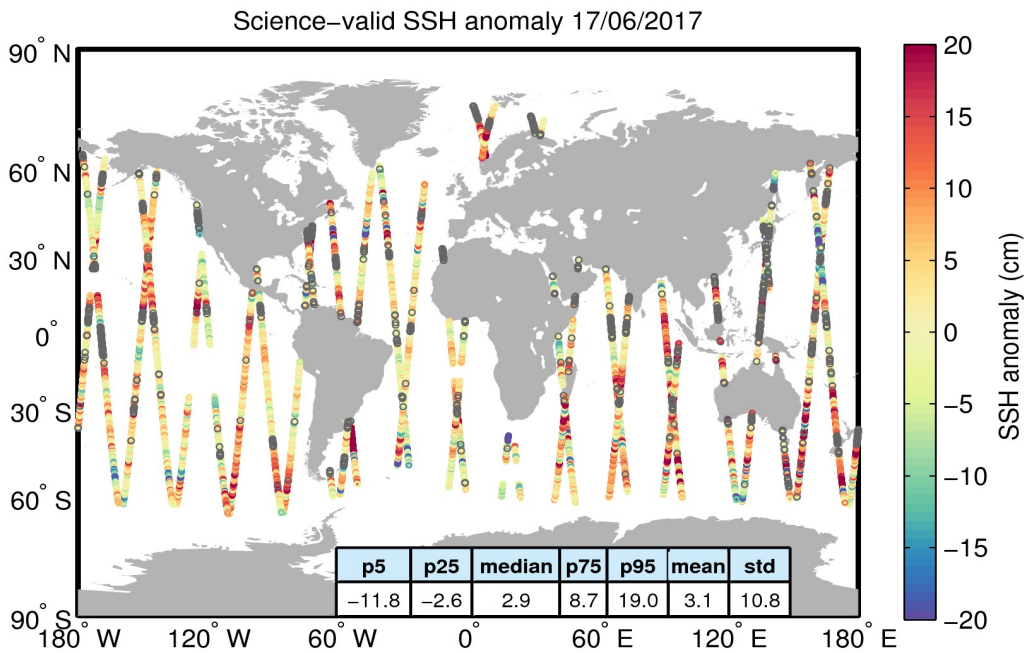 Science−valid SSH anomaly 17/06/2017
90° N
60° N
30° N
0°
30° S
60° S
90° S
180° W
120° W
60° W
0°
60° E
120° E
180° E
p5 p25 median p75 p95 mean std
−11.8 −2.6 2.9 8.7 19.0 3.1 10.8
20
15
10
5
0
−5
−10
−15
−20
SSH anomaly (cm)